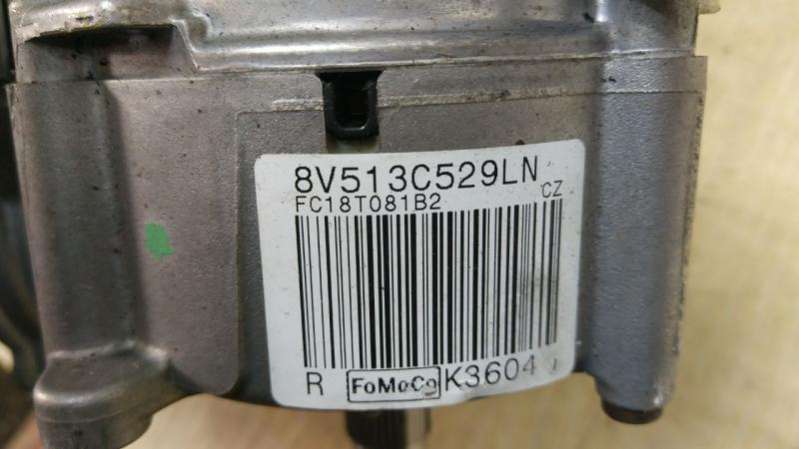 8V513C529LN
FC18T081B2 CZ
R FoMoCo K3604